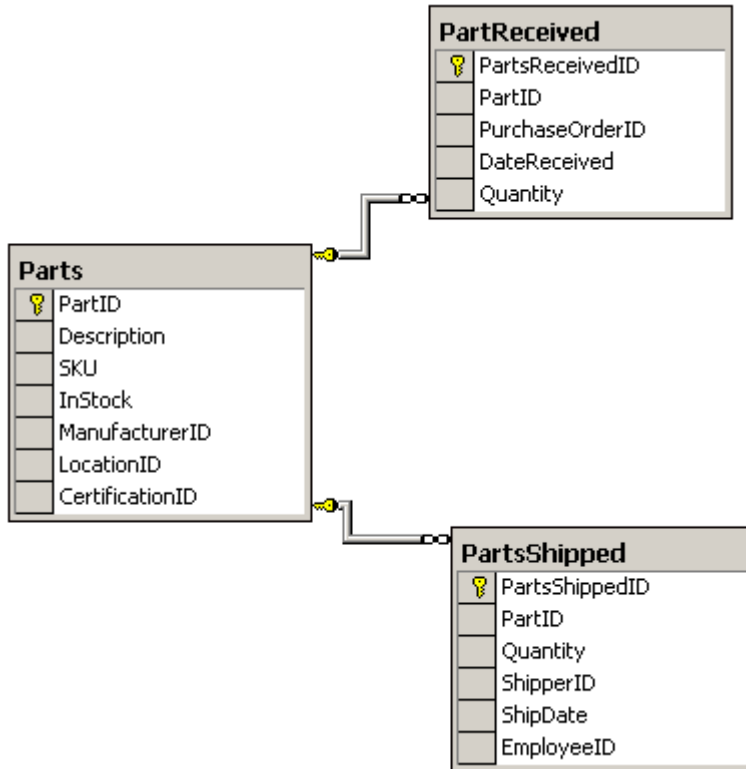 PartReceived
PartsReceivedID
PartID
PurchaseOrderID
DateReceived
Quantity
Parts
PartID
Description
SKU
InStock
ManufacturerID
LocationID
CertificationID
PartsShipped
PartsShippedID
PartID
Quantity
ShipperID
ShipDate
EmployeeID